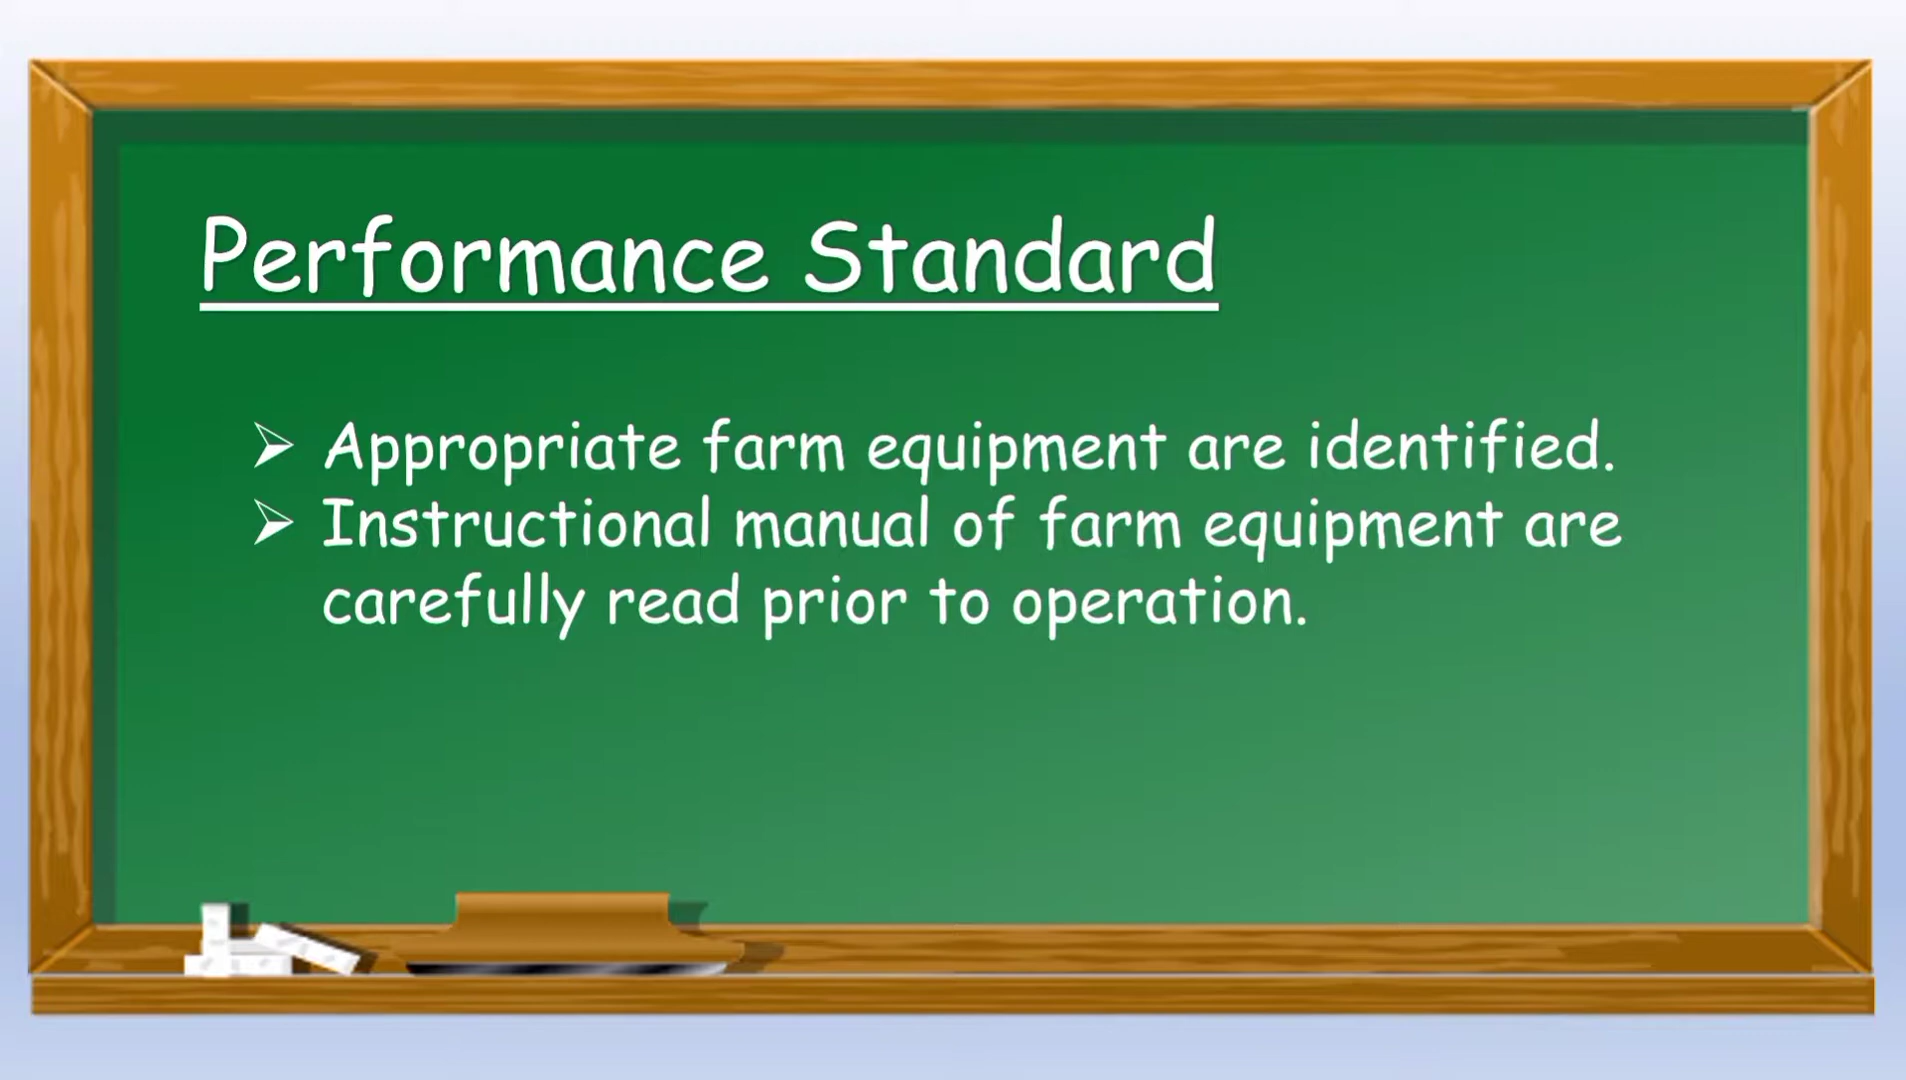 Performance Standard
➢ Appropriate farm equipment are identified.
➢ Instructional manual of farm equipment are
carefully read prior to operation.